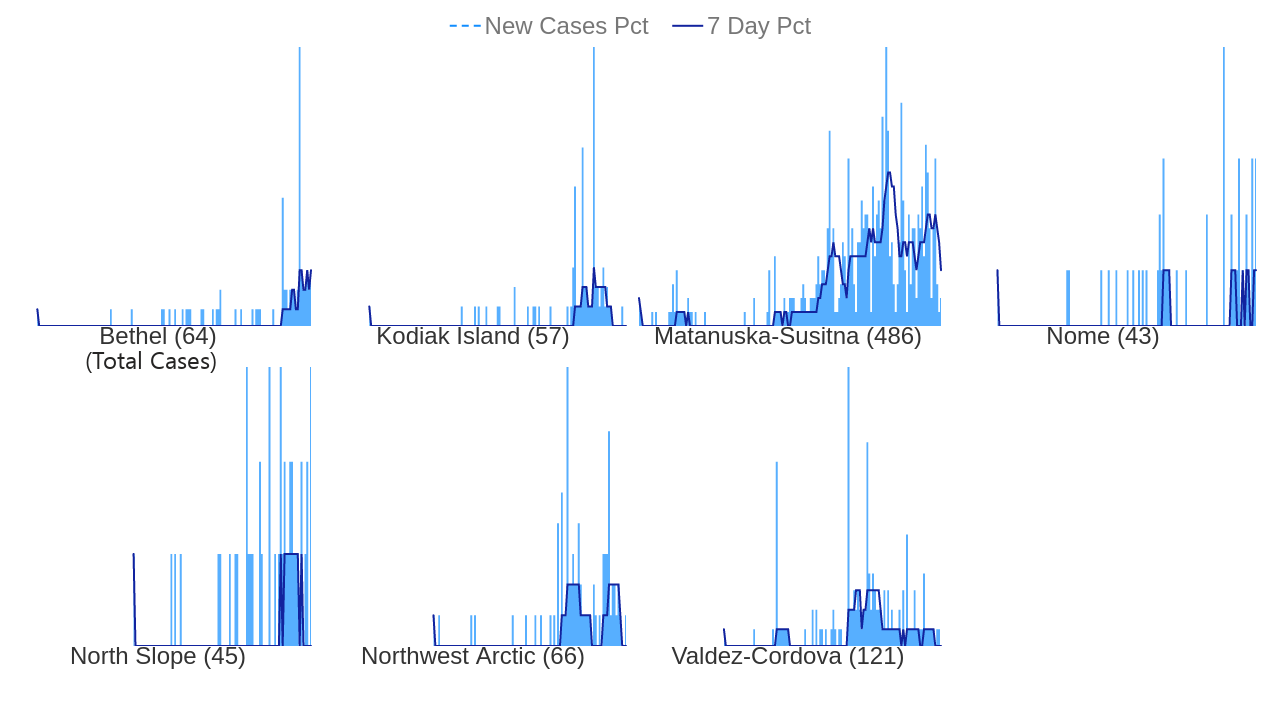 New Cases Pct 7 Day Pct
Bethel (64) Kodiak Island (57) Matanuska-Susitna (486) Nome (43)
(Total Cases)
North Slope (45) Northwest Arctic (66) Valdez-Cordova (121)